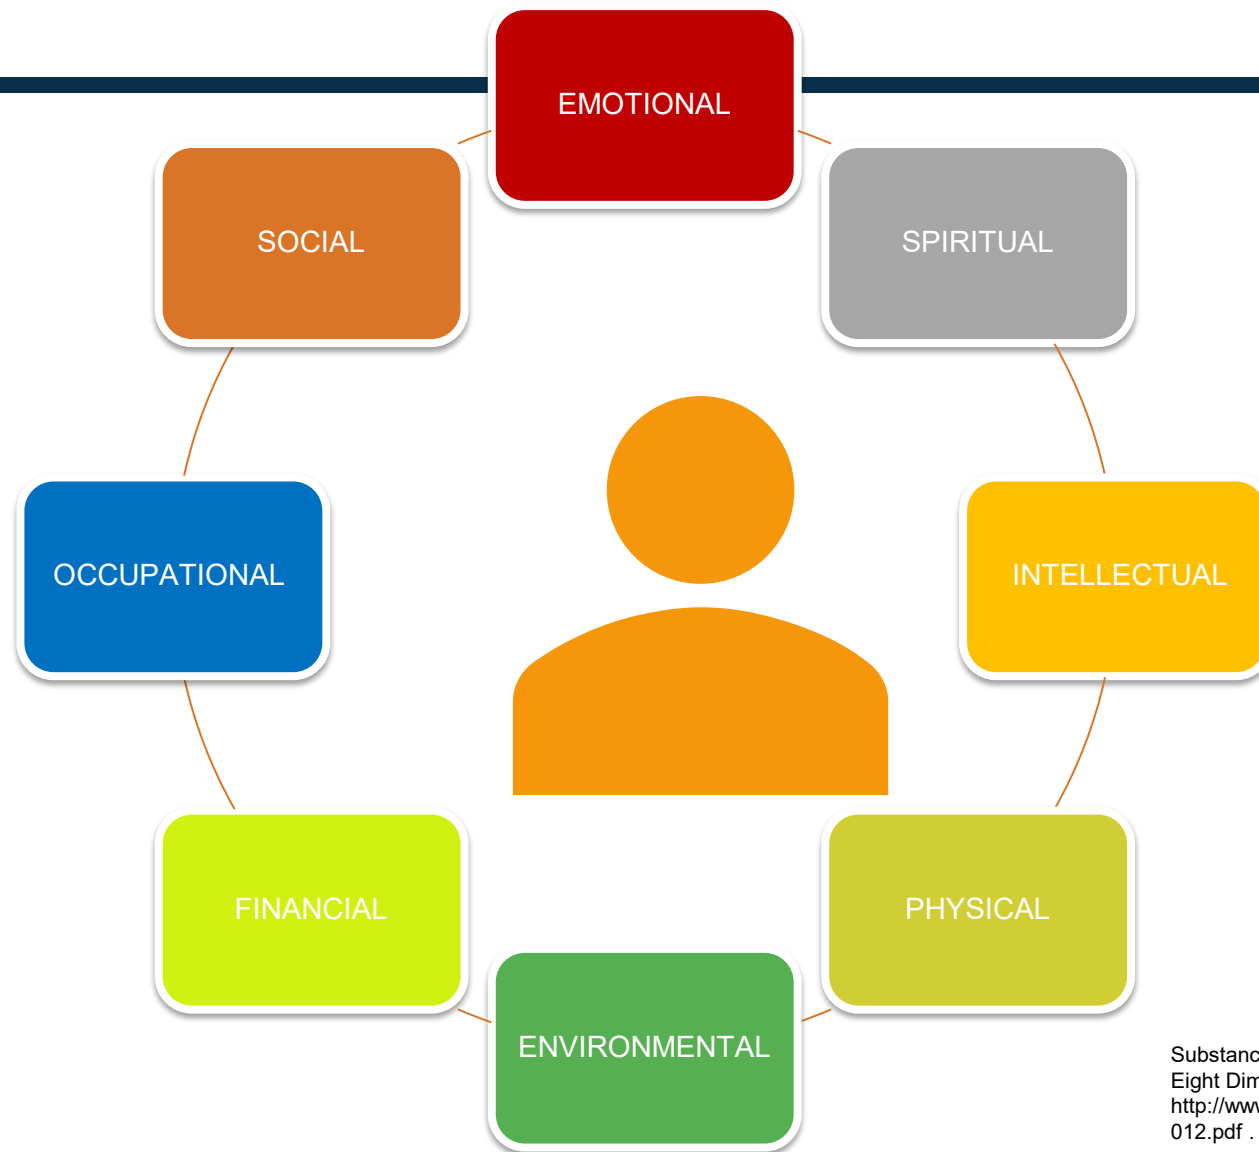 EMOTIONAL
SOCIAL
SPIRITUAL
OCCUPATIONAL
INTELLECTUAL
FINANCIAL
PHYSICAL
ENVIRONMENTAL
Substanc
Eight Dim
http://www
012.pdf .